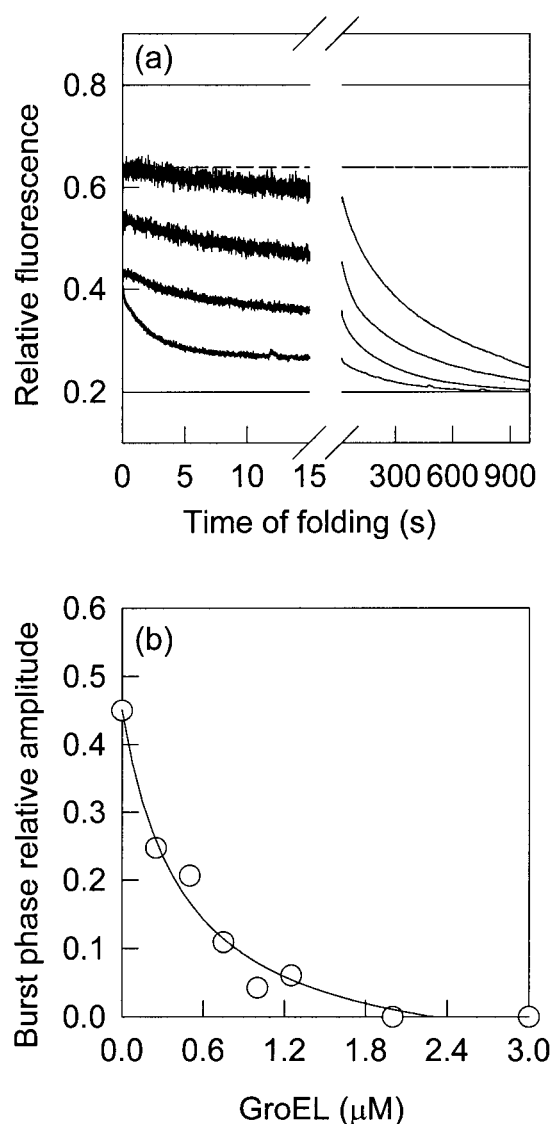 (a)
Relative fluorescence
0.8
0.6
0.4
0.2
0 5 10 15 300 600 900
Time of folding (s)
(b)
Burst phase relative amplitude
0.6
0.5
0.4
0.3
0.2
0.1
0.0
0.0 0.6 1.2 1.8 2.4 3.0
GroEL (μM)